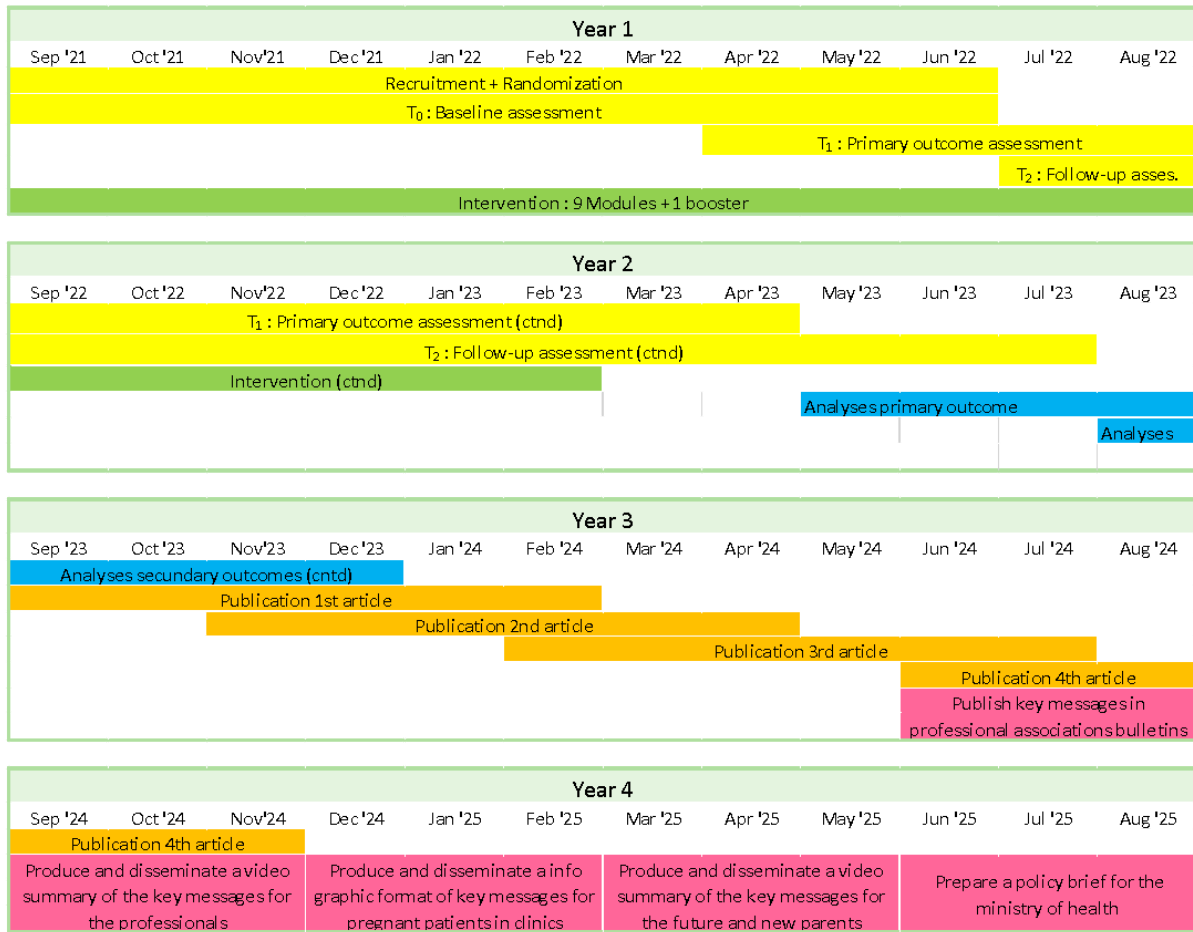 Year 1
Sep '21 Oct '21 Nov'21 Dec '21 Jan '22 Feb '22 Mar '22 Apr '22 May '22 Jun '22 Jul '22 Aug '22
Recruitment + Randomization
T₀ : Baseline assessment
T₁ : Primary outcome assessment
T₂ : Follow-up asses.
Intervention : 9 Modules +1 booster
Year 2
Sep '22 Oct '22 Nov'22 Dec '22 Jan '23 Feb '23 Mar '23 Apr '23 May '23 Jun '23 Jul '23 Aug '23
T₁ : Primary outcome assessment (ctnd)
T₂ : Follow-up assessment (ctnd)
Intervention (ctnd)
Analyses primary outcome
Analyses
Year 3
Sep '23 Oct '23 Nov'23 Dec '23 Jan '24 Feb '24 Mar '24 Apr '24 May '24 Jun '24 Jul '24 Aug '24
Analyses secundary outcomes (cntd)
Publication 1st article
Publication 2nd article
Publication 3rd article
Publication 4th article
Publish key messages in
professional associations bulletins
Year 4
Sep '24 Oct '24 Nov'24 Dec '24 Jan '25 Feb '25 Mar '25 Apr '25 May '25 Jun '25 Jul '25 Aug '25
Publication 4th article
Produce and disseminate a video
summary of the key messages for
the professionals
Produce and disseminate a info
graphic format of key messages for
pregnant patients in clinics
Produce and disseminate a video
summary of the key messages for
the future and new parents
Prepare a policy brief for the
ministry of health